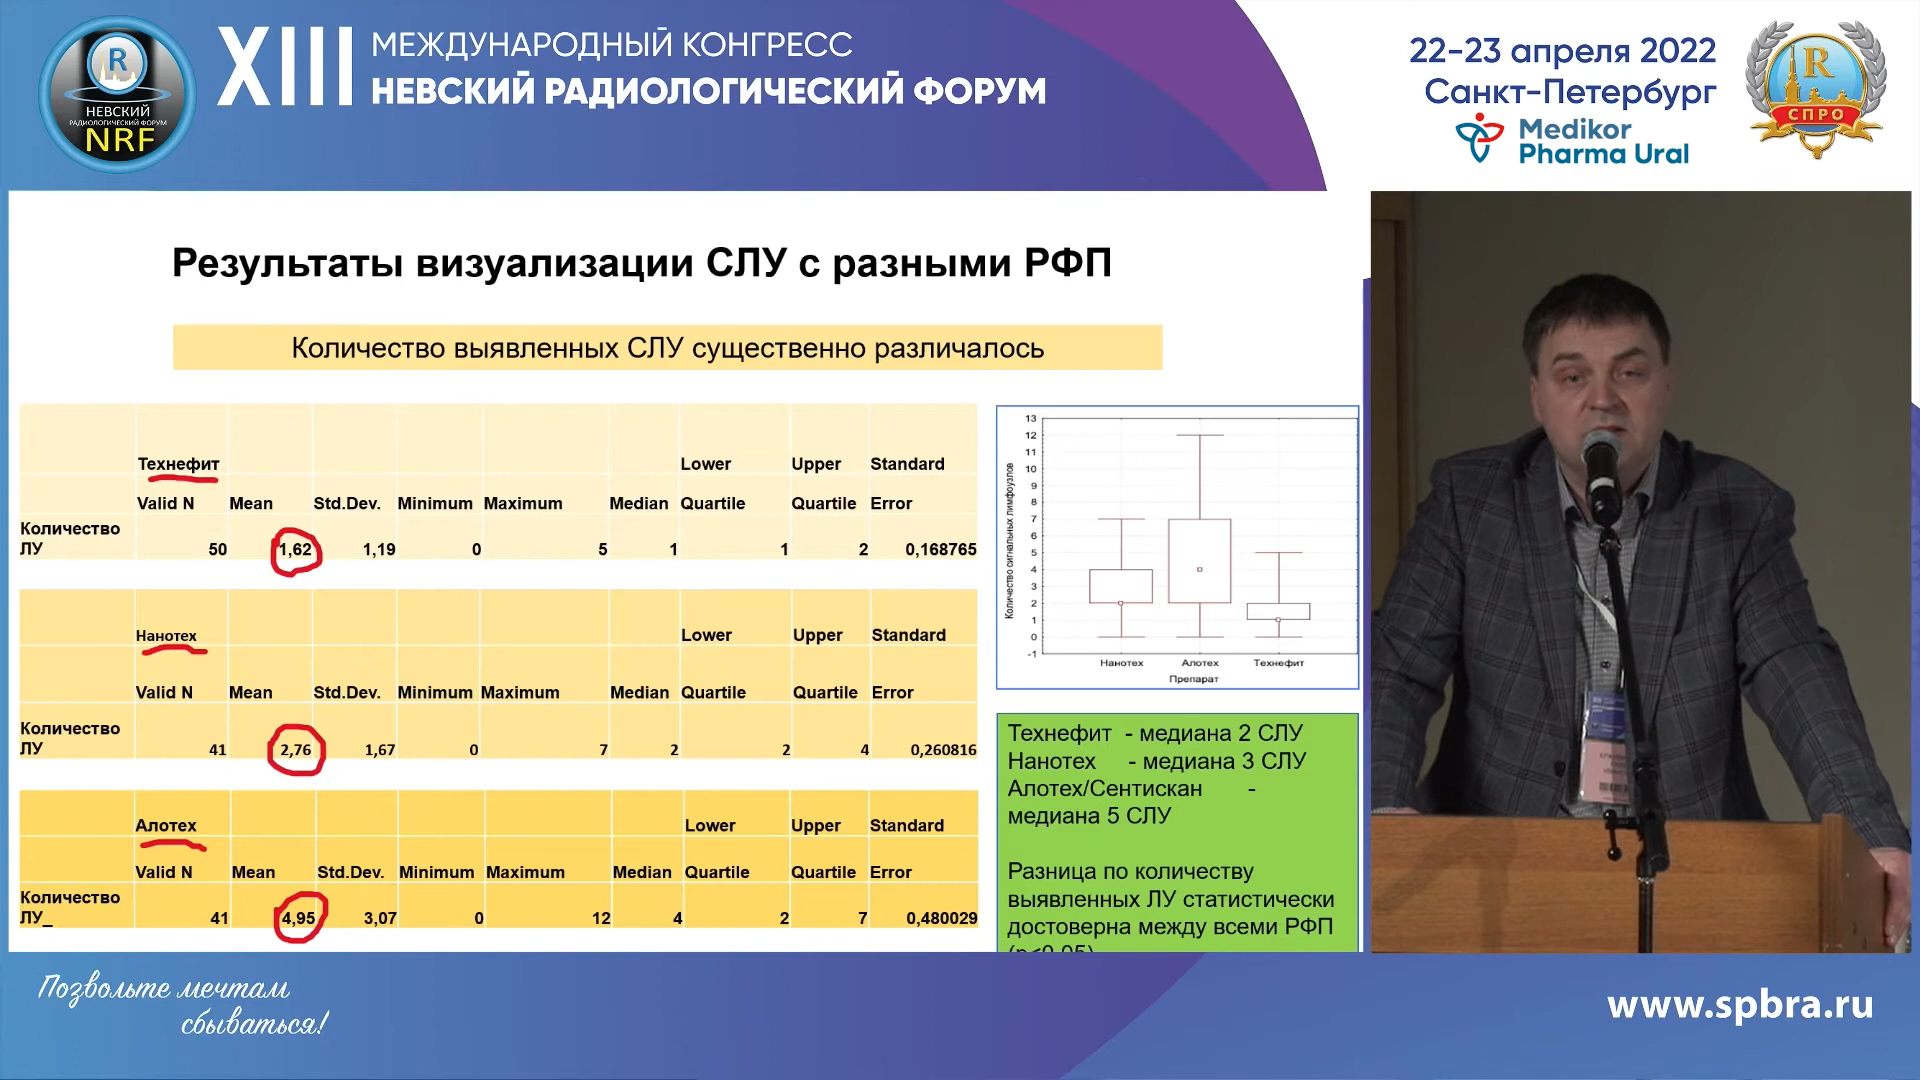 R
НЕВСКИЙ
РАДИОЛОГИЧЕСКИЙ ФОРУМ
NRF
XIII МЕЖДУНАРОДНЫЙ КОНГРЕСС
НЕВСКИЙ РАДИОЛОГИЧЕСКИЙ ФОРУМ
22-23 апреля 2022
Санкт-Петербург
Medikor
Pharma Ural
R
СПРО
Результаты визуализации СЛУ с разными РФП
Количество выявленных СЛУ существенно различалось
Технефит Lower Upper Standard
Valid N Mean Std.Dev. Minimum Maximum Median Quartile Quartile Error
Количество
ЛУ 50 1,62 1,19 0 5 1 1 2 0,168765
Нанотех Lower Upper Standard
Valid N Mean Std.Dev. Minimum Maximum Median Quartile Quartile Error
Количество
ЛУ 41 2,76 1,67 0 7 2 2 4 0,260816
Алотех Lower Upper Standard
Valid N Mean Std.Dev. Minimum Maximum Median Quartile Quartile Error
Количество
ЛУ_ 41 4,95 3,07 0 12 4 2 7 0,480029
Количество сигнальных лимфоузлов
13
12
11
10
9
8
7
6
5
4
3
2
1
0
-1
Нанотех Алотех Технефит
Препарат
Технефит - медиана 2 СЛУ
Нанотех - медиана 3 СЛУ
Алотех/Сентискан -
медиана 5 СЛУ
Разница по количеству
выявленных ЛУ статистически
достоверна между всеми РФП
(p<0,05)
Позвольте мечтам
сбываться!
www.spbra.ru